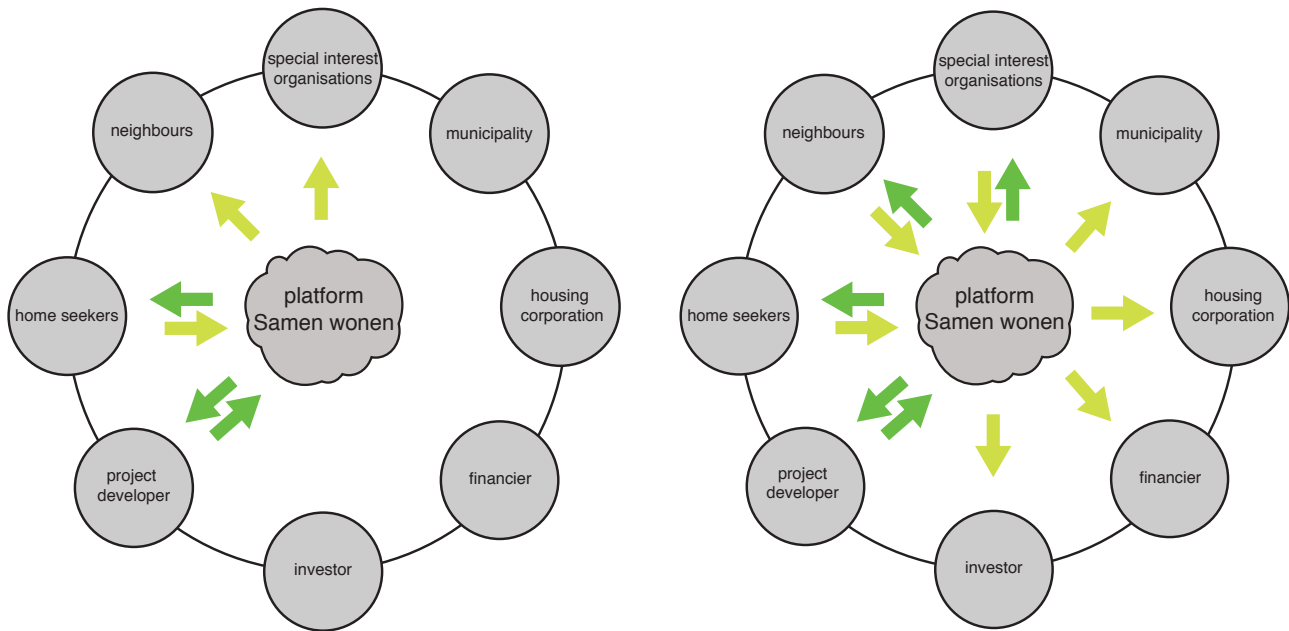 special interest
organisations
neighbours
municipality
home seekers
platform
Samen wonen
housing
corporation
project
developer
financier
investor
special interest
organisations
neighbours
municipality
home seekers
platform
Samen wonen
housing
corporation
project
developer
financier
investor